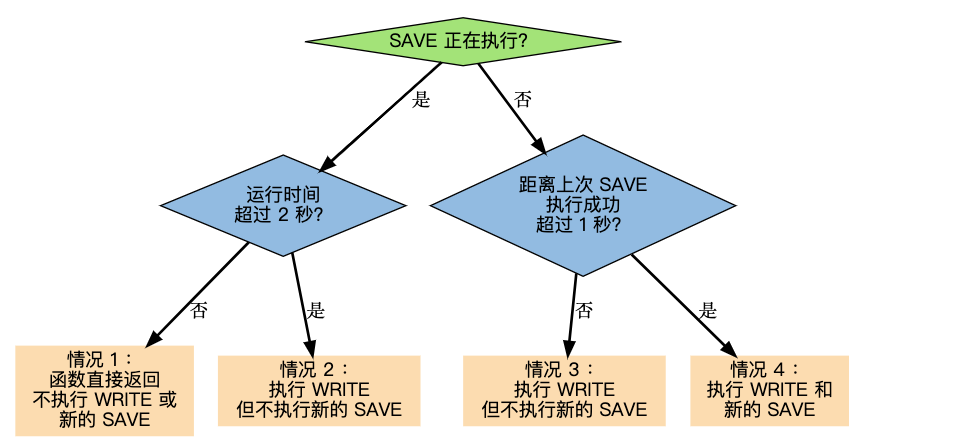 SAVE 正在执行?
是
否
运行时间
超过 2 秒?
距离上次 SAVE
执行成功
超过 1 秒?
否
是
否
是
情况 1：
函数直接返回
不执行 WRITE 或
新的 SAVE
情况 2：
执行 WRITE
但不执行新的 SAVE
情况 3：
执行 WRITE
但不执行新的 SAVE
情况 4：
执行 WRITE 和
新的 SAVE